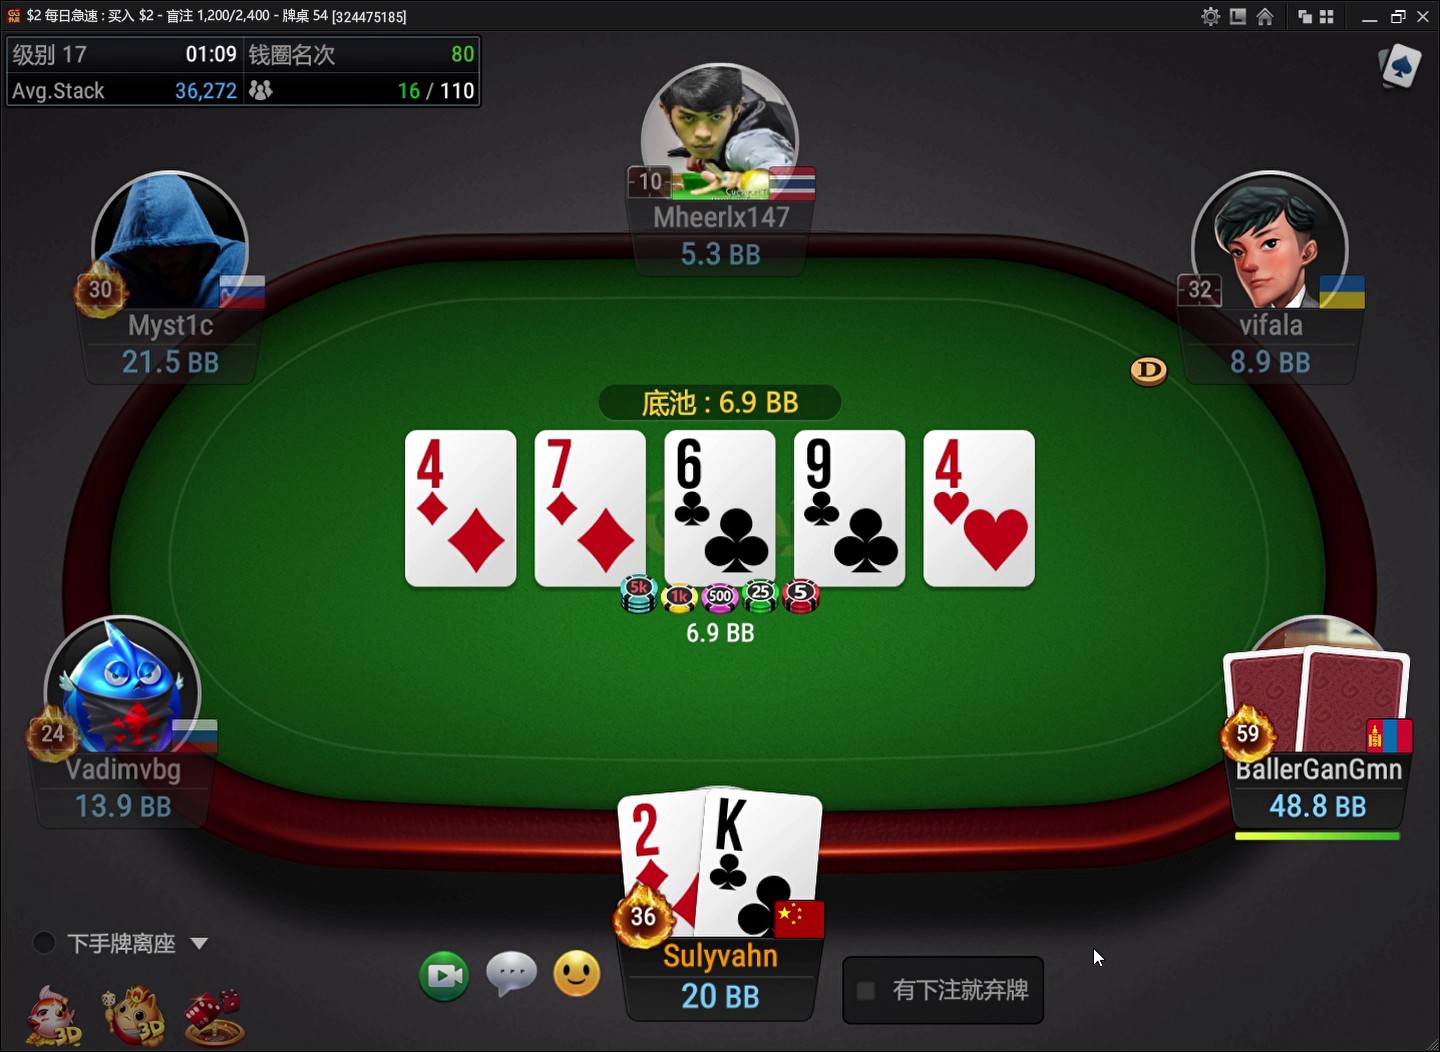 $2 每日急速 : 买入 $2 - 盲注 1,200/2,400 - 牌桌 54 [324475185]
级别 17 01:09 钱圈名次 80
Avg.Stack 36,272 16 / 110
10
Mheerlx147
5.3 BB
30
Myst1c
21.5 BB
32
vifala
8.9 BB
D
底池 : 6.9 BB
4 7 6 9 4
5k 1k 500 25 5
6.9 BB
24
Vadimvbg
13.9 BB
59
BallerGanGmn
48.8 BB
2 K
36
Sulyvahn
20 BB
下手牌离座
有下注就弃牌
3D 3D